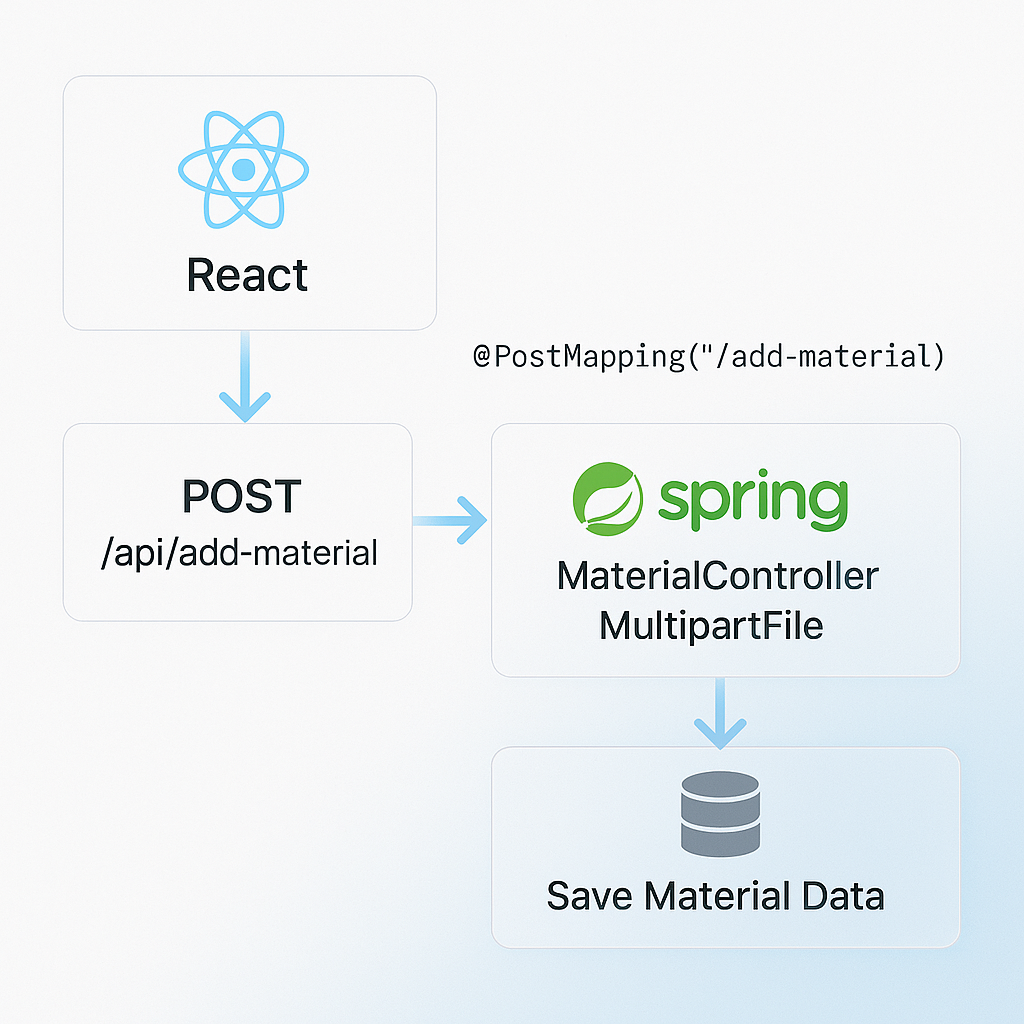 React
@PostMapping("/add-material)
POST
/api/add-material
spring
MaterialController
MultipartFile
Save Material Data